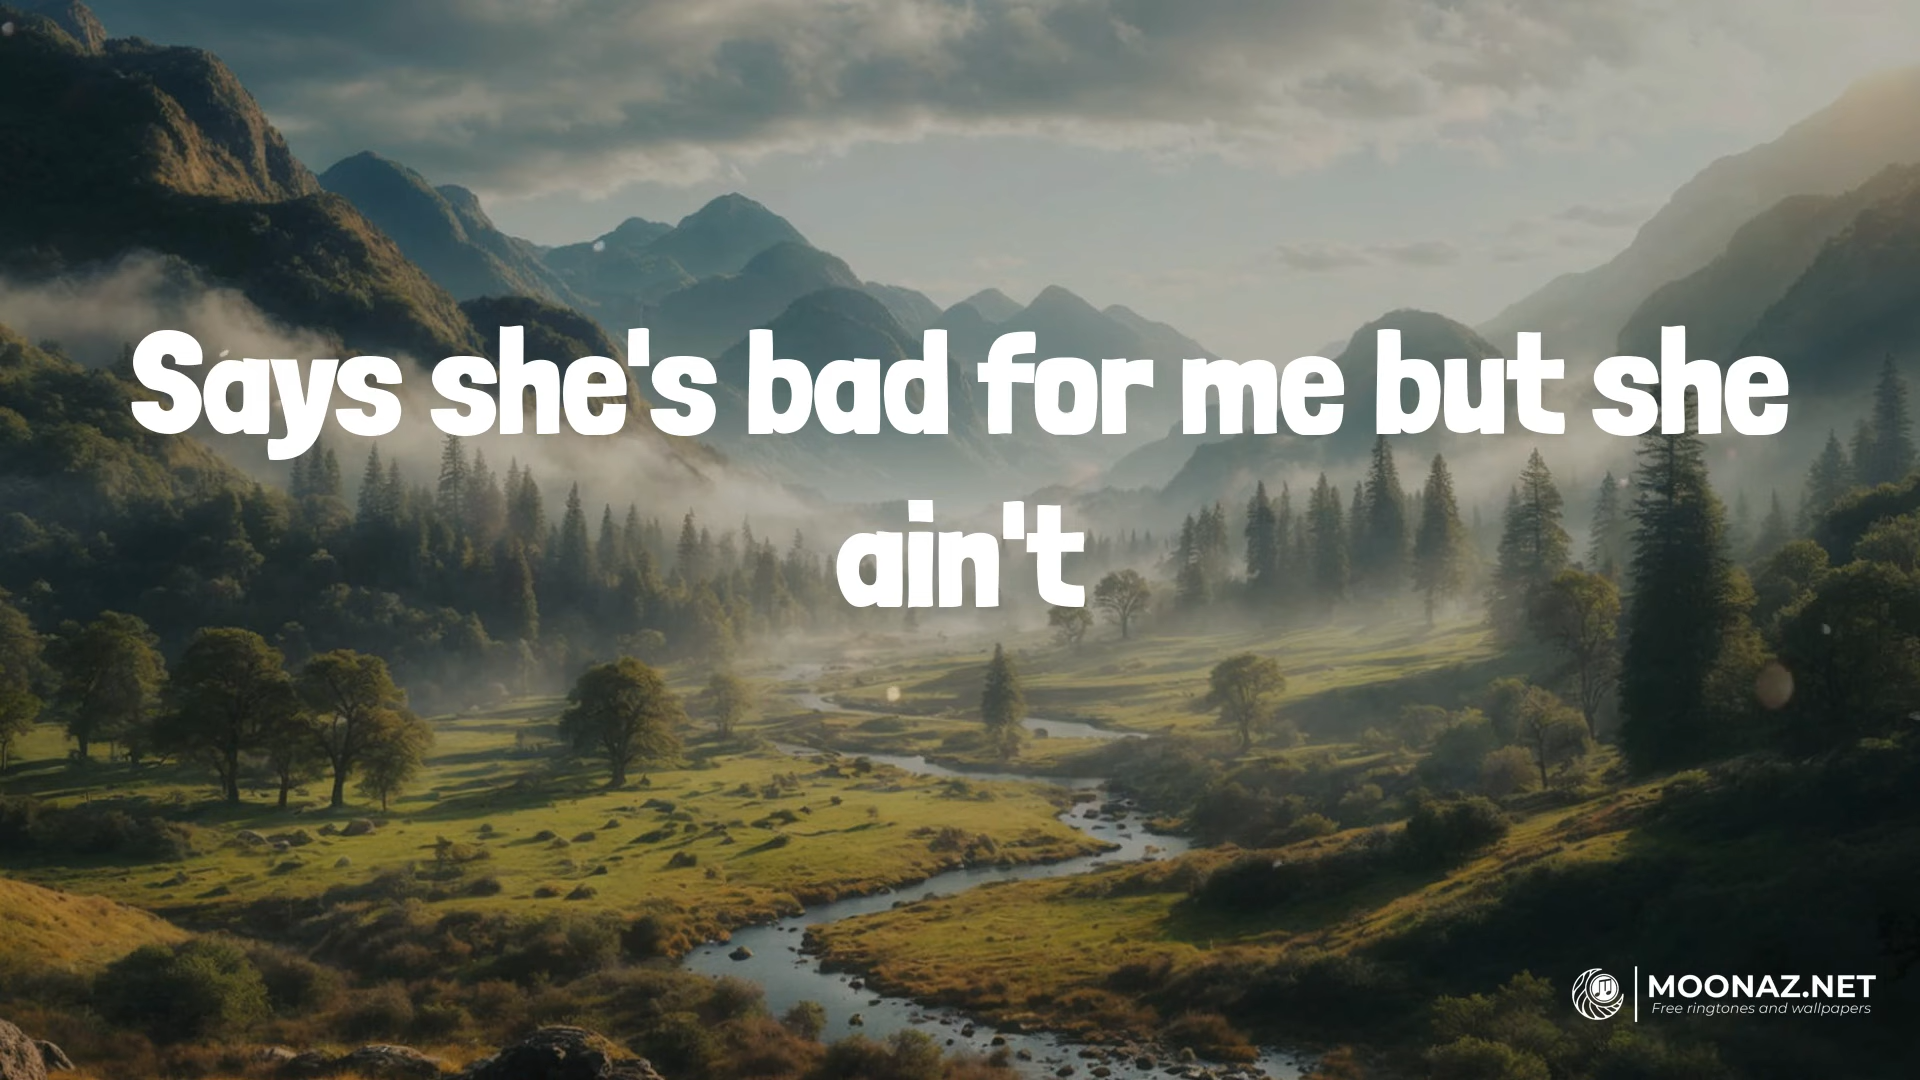 Says she's bad for me but she
ain't
MOONAZ.NET
Free ringtones and wallpapers